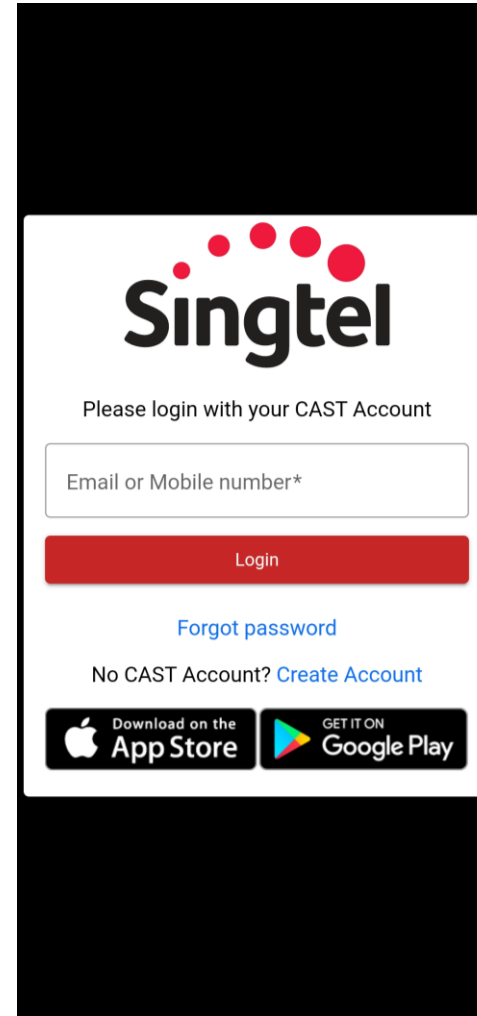 Singtel
Please login with your CAST Account
Email or Mobile number*
Login
Forgot password
No CAST Account? Create Account
Download on the
App Store
GET IT ON
Google Play